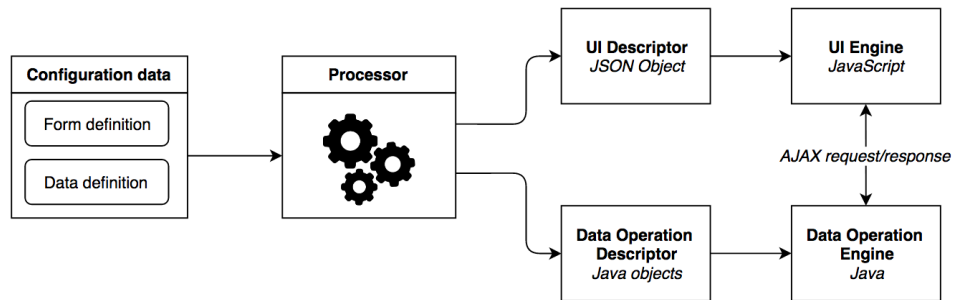 Configuration data
Form definition
Data definition
Processor
UI Descriptor
JSON Object
UI Engine
JavaScript
AJAX request/response
Data Operation
Descriptor
Java objects
Data Operation
Engine
Java